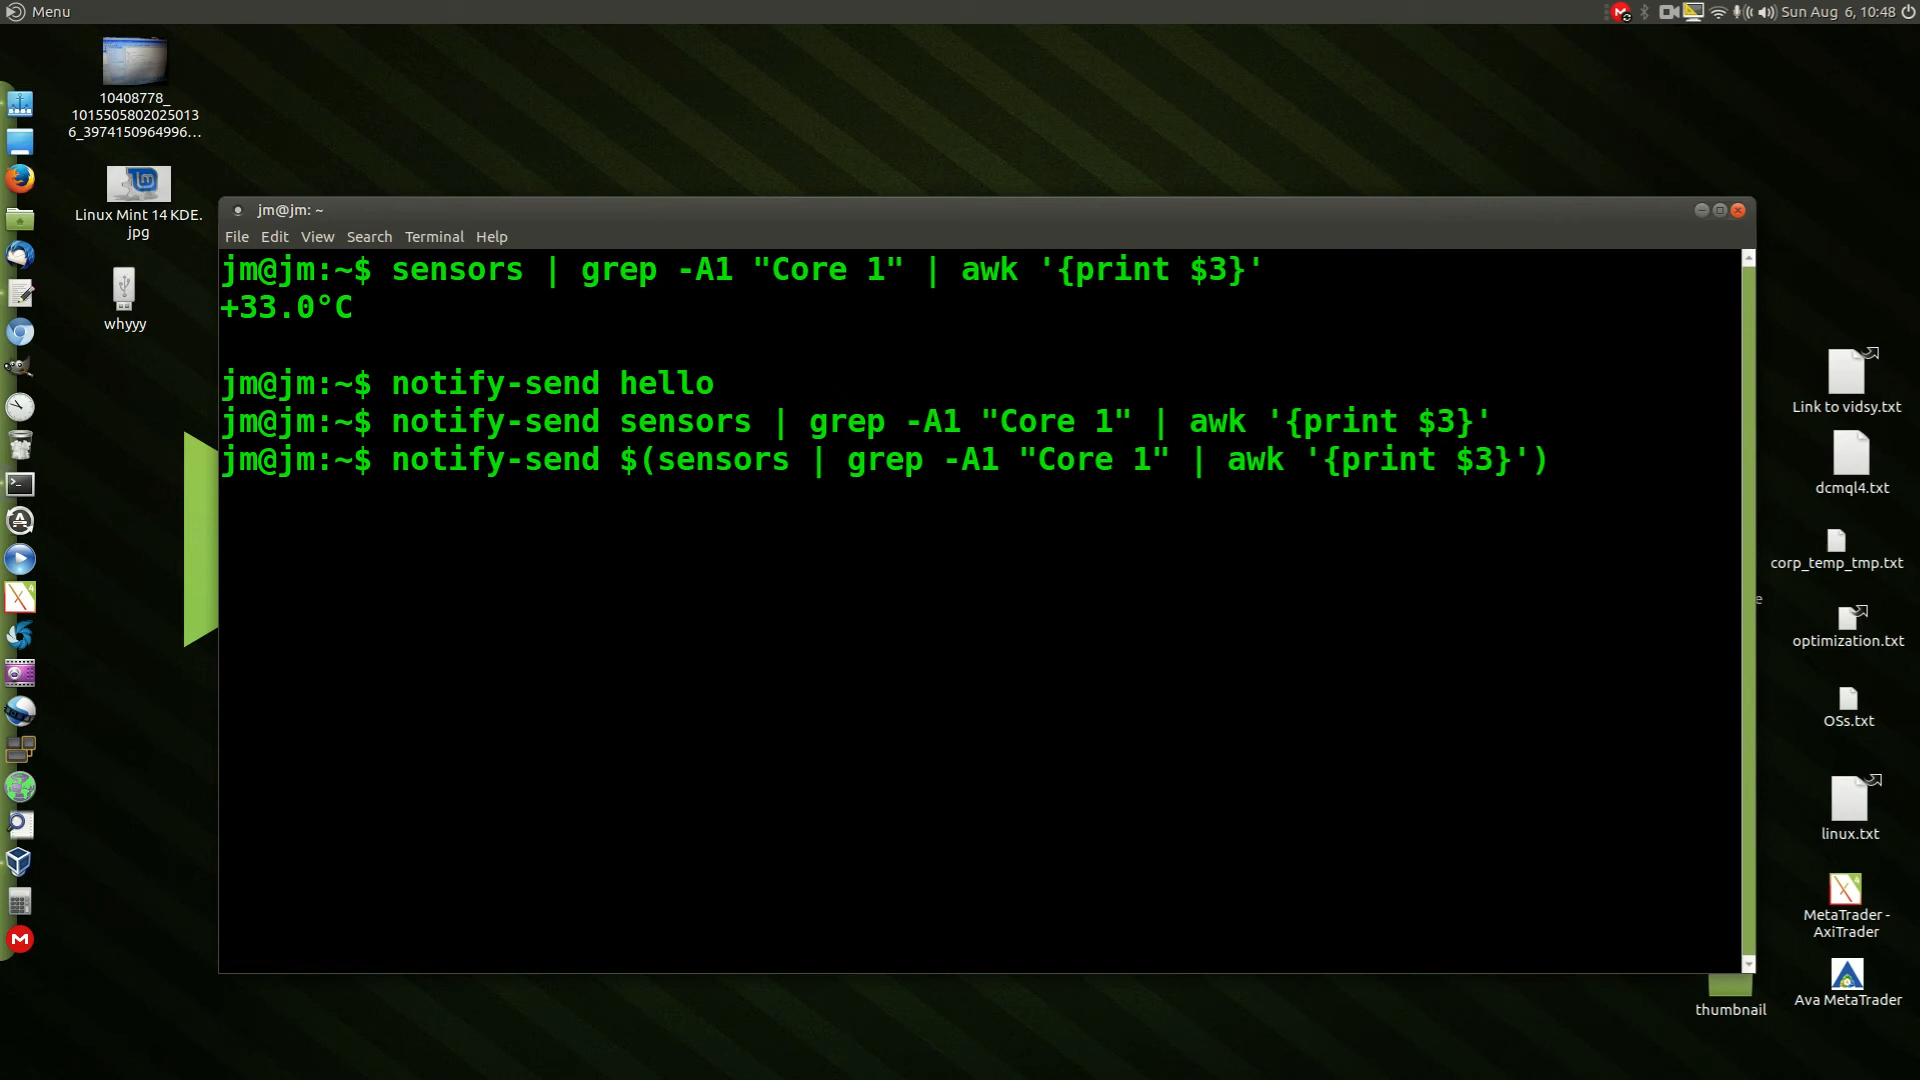 Menu
Sun Aug 6, 10:48
10408778_
1015505802025013
6_3974150964996...
Linux Mint 14 KDE.
jpg
whyyy
jm@jm: ~
File Edit View Search Terminal Help
jm@jm:~$ sensors | grep -A1 "Core 1" | awk '{print $3}'
+33.0°C
jm@jm:~$ notify-send hello
jm@jm:~$ notify-send sensors | grep -A1 "Core 1" | awk '{print $3}'
jm@jm:~$ notify-send $(sensors | grep -A1 "Core 1" | awk '{print $3}')
Link to vidsy.txt
dcmql4.txt
corp_temp_tmp.txt
e
optimization.txt
OSs.txt
linux.txt
MetaTrader -
AxiTrader
Ava MetaTrader
thumbnail